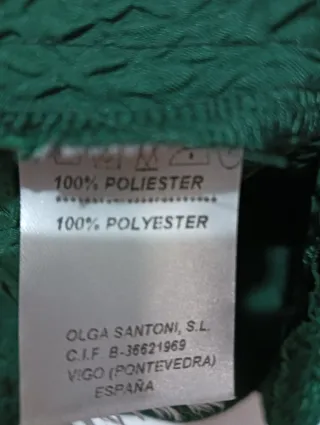 100% POLIESTER
100% POLYESTER
OLGA SANTONI, S.L.
C.I.F B-36621969
VIGO (PONTEVEDRA)
ESPAÑA